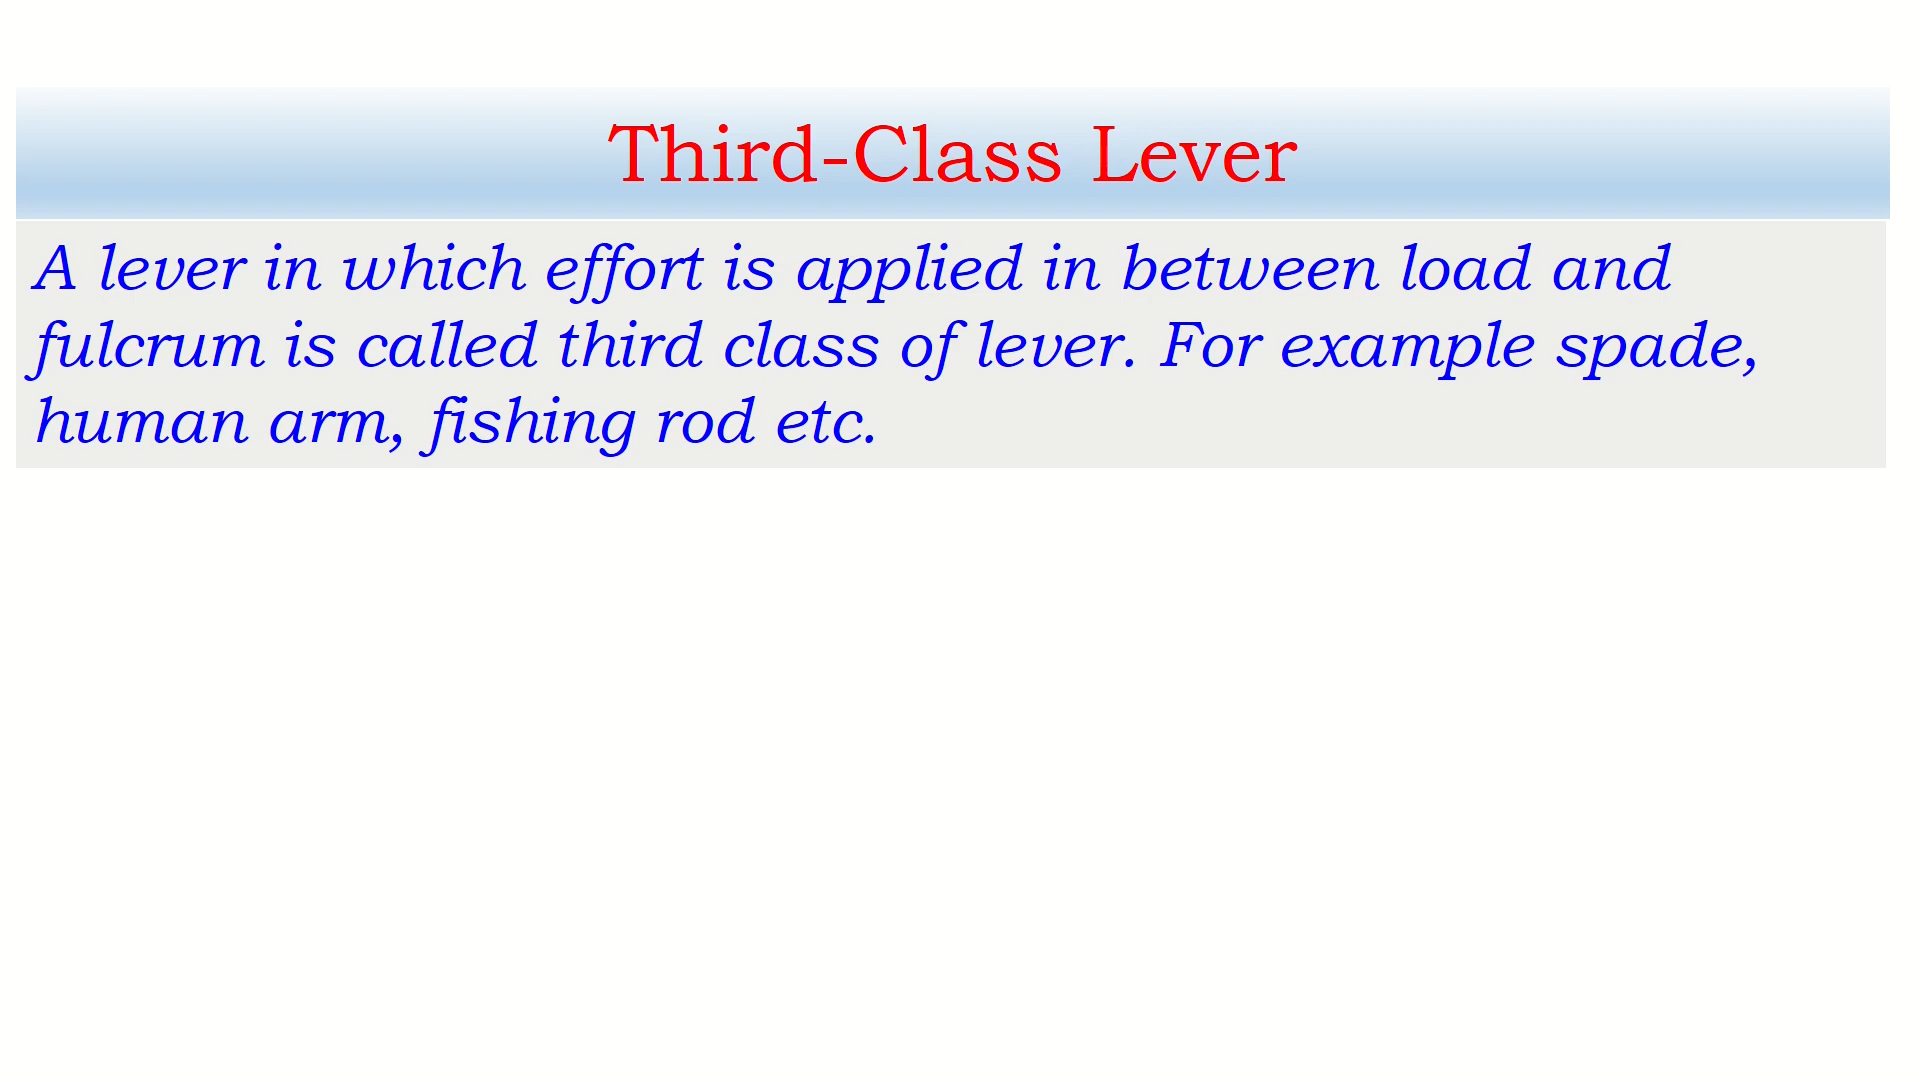 Third-Class Lever
A lever in which effort is applied in between load and
fulcrum is called third class of lever. For example spade,
human arm, fishing rod etc.